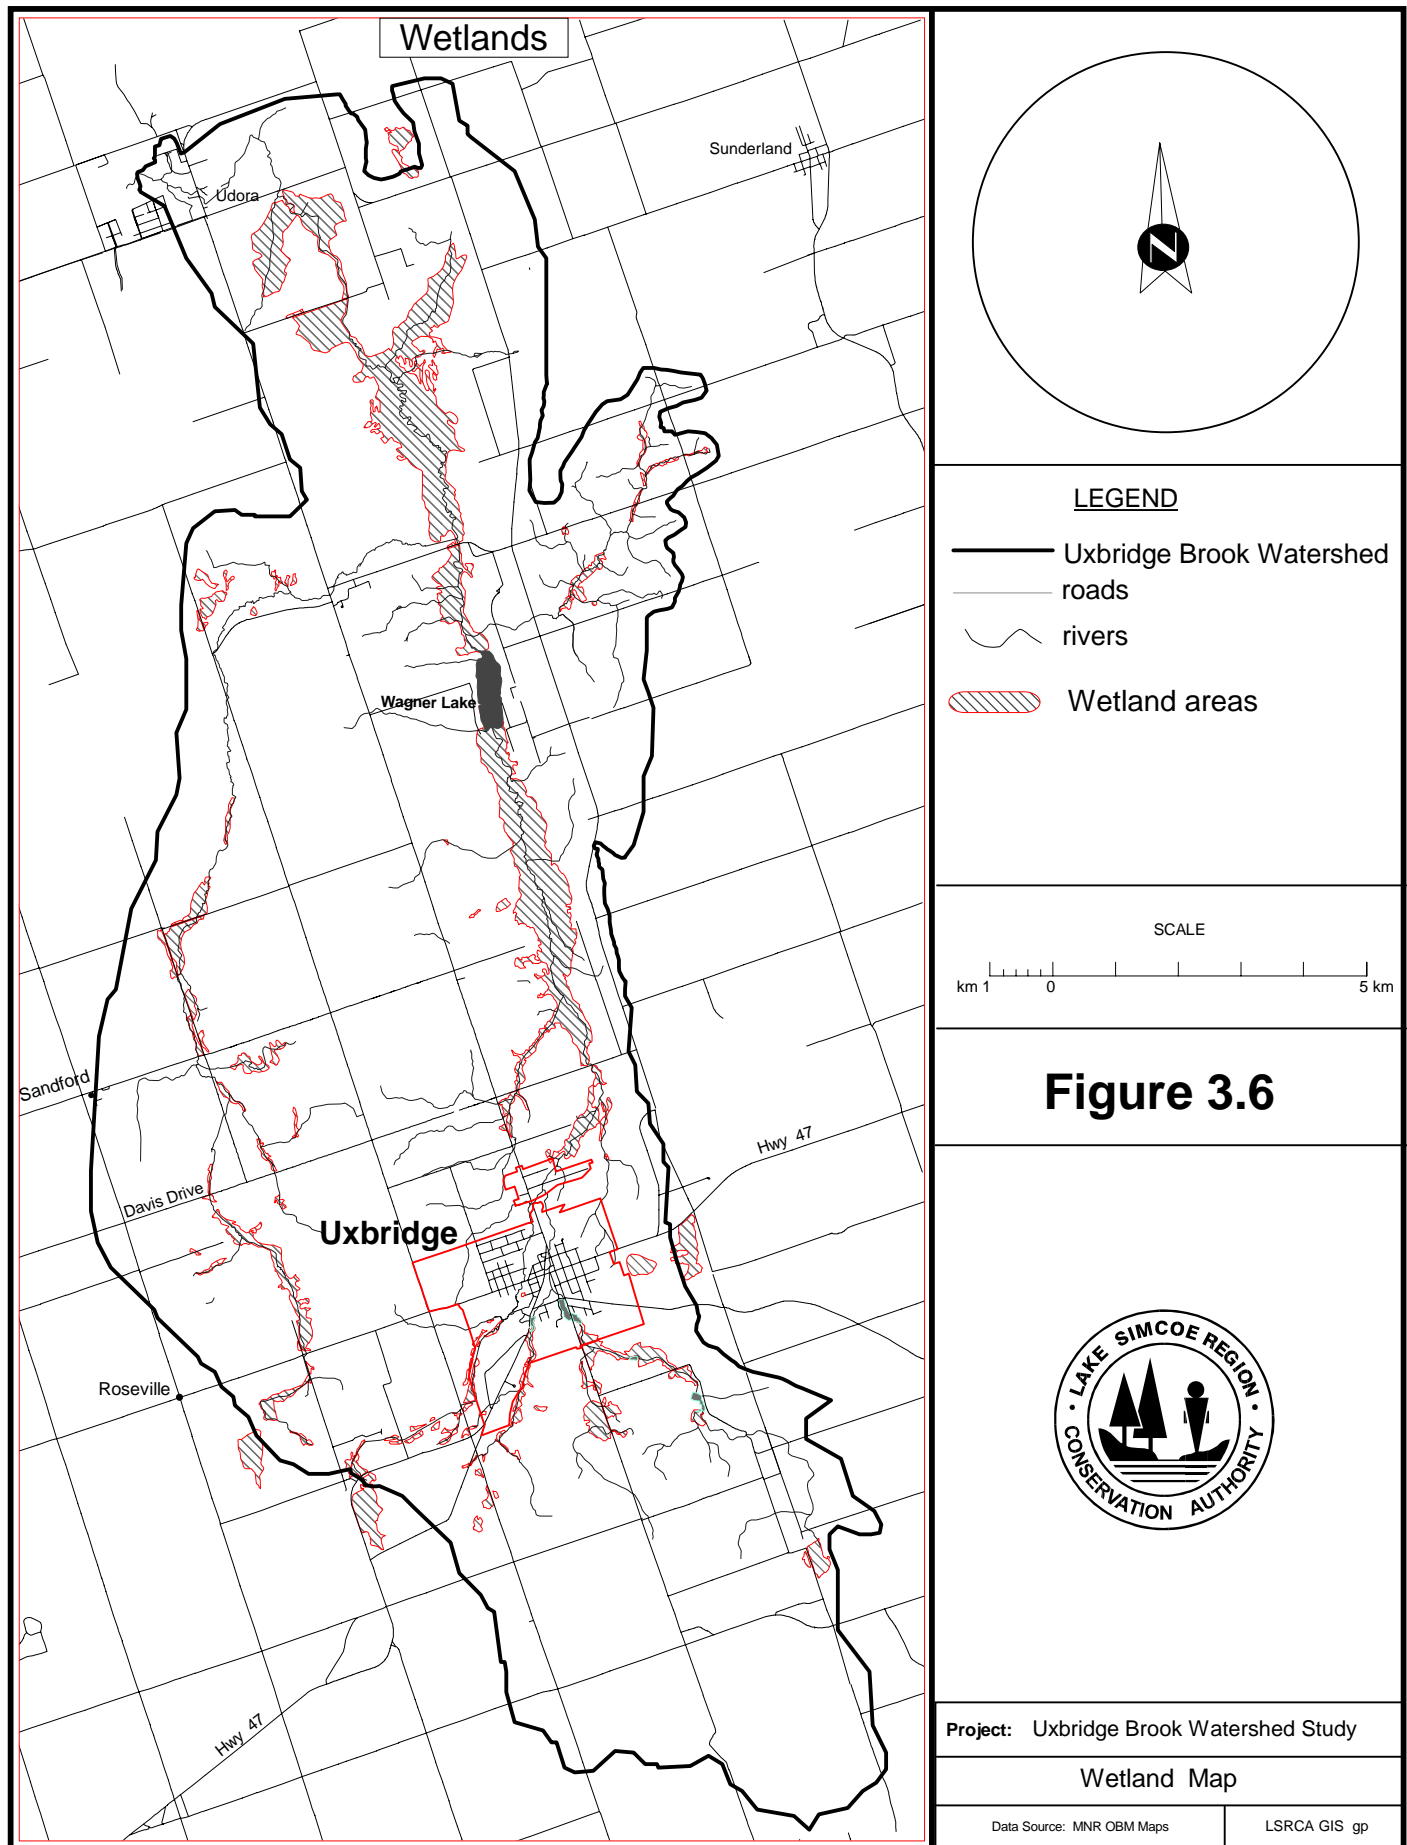 Wetlands
Sunderland
Udora
Wagner Lake
Sandford
Davis Drive
Hwy 47
Uxbridge
Roseville
Hwy 47
N
LEGEND
Uxbridge Brook Watershed
roads
rivers
Wetland areas
SCALE
km 1 0 5 km
Figure 3.6
• LAKE SIMCOE REGION •
CONSERVATION AUTHORITY
Project: Uxbridge Brook Watershed Study
Wetland Map
Data Source: MNR OBM Maps
LSRCA GIS gp